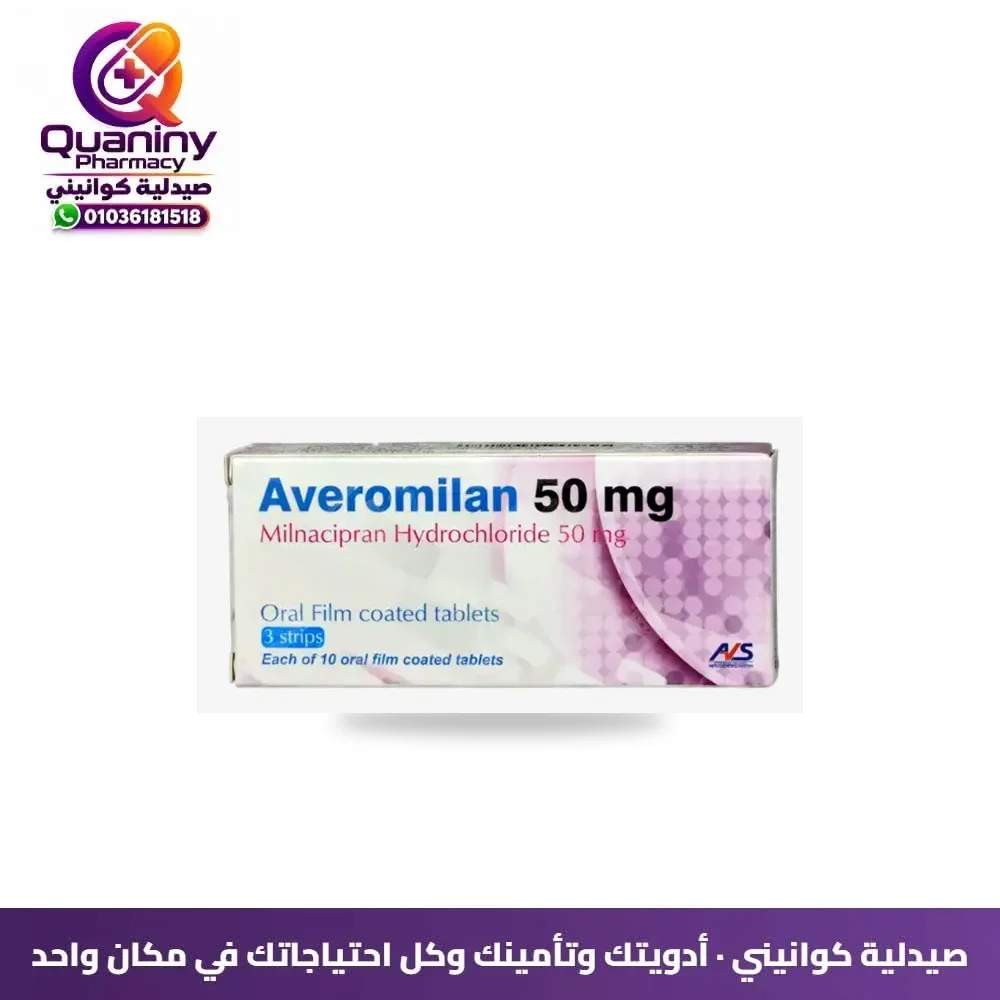 Quaniny
Pharmacy
صيدلية كوانيني
01036181518
Averomilan 50 mg
Milnacipran Hydrochloride 50 mg
Oral Film coated tablets
3 strips
Each of 10 oral film coated tablets
AVS
صيدلية كوانيني · أدويتك وتأمينك وكل احتياجاتك في مكان واحد